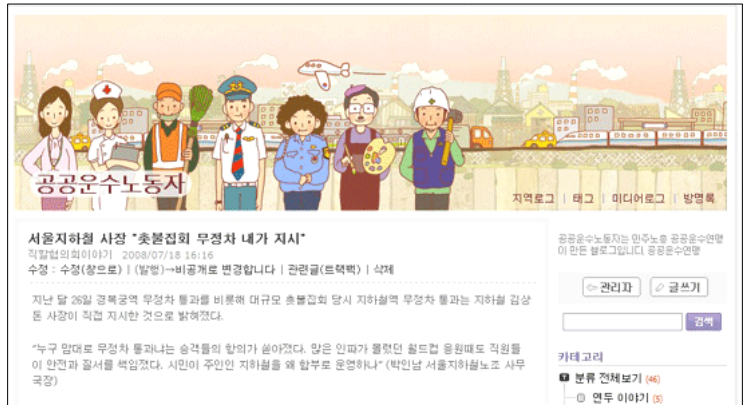 공공운수노동자
지역로그 | 태그 | 미디어로그 | 방명록
서울지하철 사장 "촛불집회 무정차 내가 지시"
직할협의회이야기 2008/07/18 16:16
수정 : 수정(창으로) | (발행)→비공개로 변경합니다 | 관련글(트랙백) | 삭제
지난 달 26일 경복궁역 무정차 통과를 비롯해 대규모 촛불집회 당시 지하철역 무정차 통과는 지하철 김상
돈 사장이 직접 지시한 것으로 밝혀졌다.
"누구 맘대로 무정차 통과냐는 승객들의 항의가 쏟아졌다. 많은 인파가 몰렸던 월드컵 응원때도 직원들
이 안전과 질서를 책임졌다. 시민이 주인인 지하철을 왜 함부로 운영하나" (박인남 서울지하철노조 사무
국장)
공공운수노동자는 민주노총 공공운수연맹
이 만든 블로그입니다. 공공운수연맹
관리자 글쓰기
검색
카테고리
분류 전체보기 (46)
연두 이야기 (5)